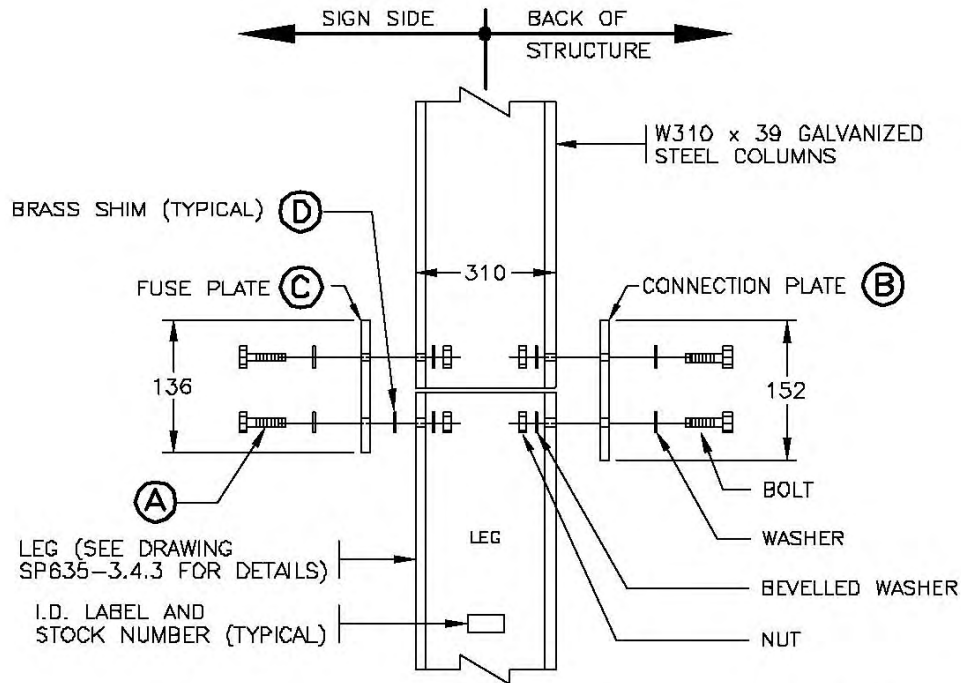 SIGN SIDE
BACK OF
STRUCTURE
W310 x 39 GALVANIZED
STEEL COLUMNS
BRASS SHIM (TYPICAL) D
310
FUSE PLATE C
CONNECTION PLATE B
136
152
A
BOLT
LEG
WASHER
LEG (SEE DRAWING
SP635-3.4.3 FOR DETAILS)
BEVELLED WASHER
I.D. LABEL AND
STOCK NUMBER (TYPICAL)
NUT